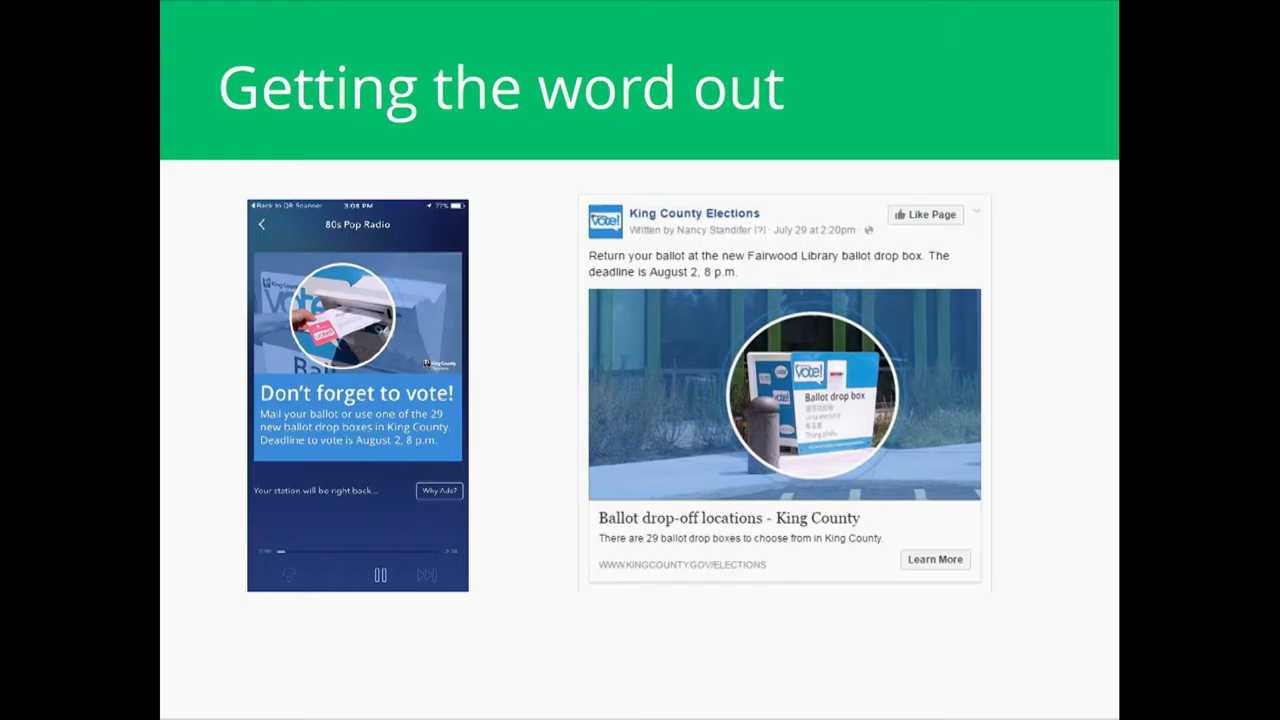 Getting the word out
Back to QR Scanner 3:08 PM 77%
80s Pop Radio
King County
vote
Ball
King County
Elections
Don't forget to vote!
Mail your ballot or use one of the 29
new ballot drop boxes in King County.
Deadline to vote is August 2, 8 p.m.
Your station will be right back...
Why Ads?
vote!
King County Elections
Written by Nancy Standifer [?] · July 29 at 2:20pm ·
Like Page
Return your ballot at the new Fairwood Library ballot drop box. The
deadline is August 2, 8 p.m.
vote!
Ballot drop box
Ballot drop-off locations - King County
There are 29 ballot drop boxes to choose from in King County.
WWW.KINGCOUNTY.GOV/ELECTIONS
Learn More